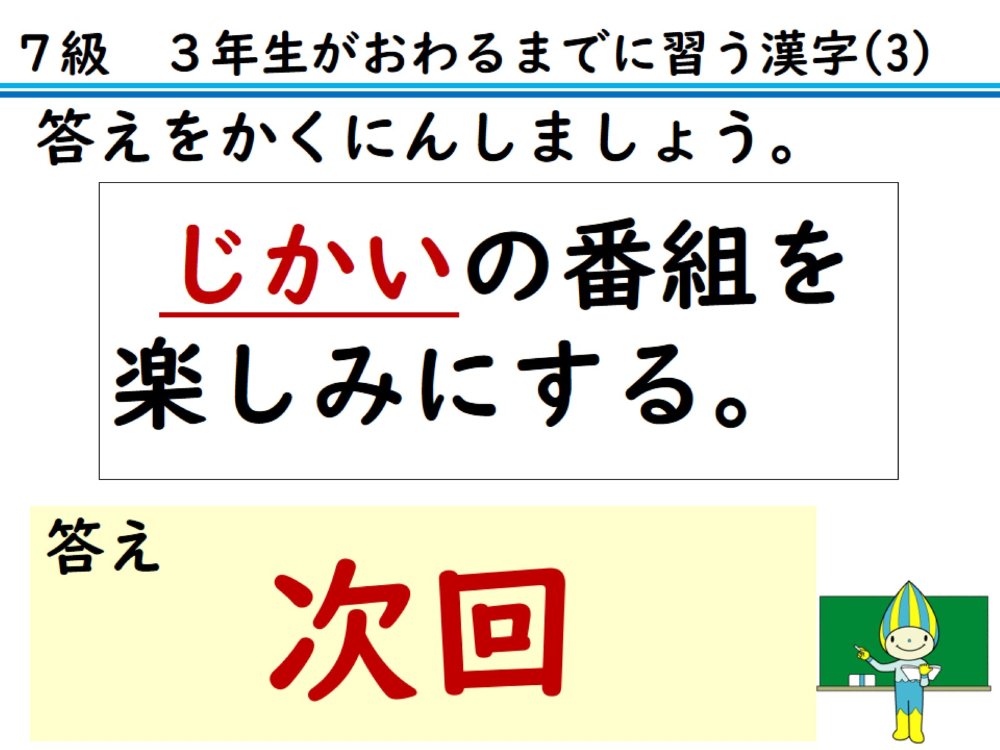 ７級　３年生がおわるまでに習う漢字(3)
答えをかくにんしましょう。
じかいの番組を
楽しみにする。
答え
次回